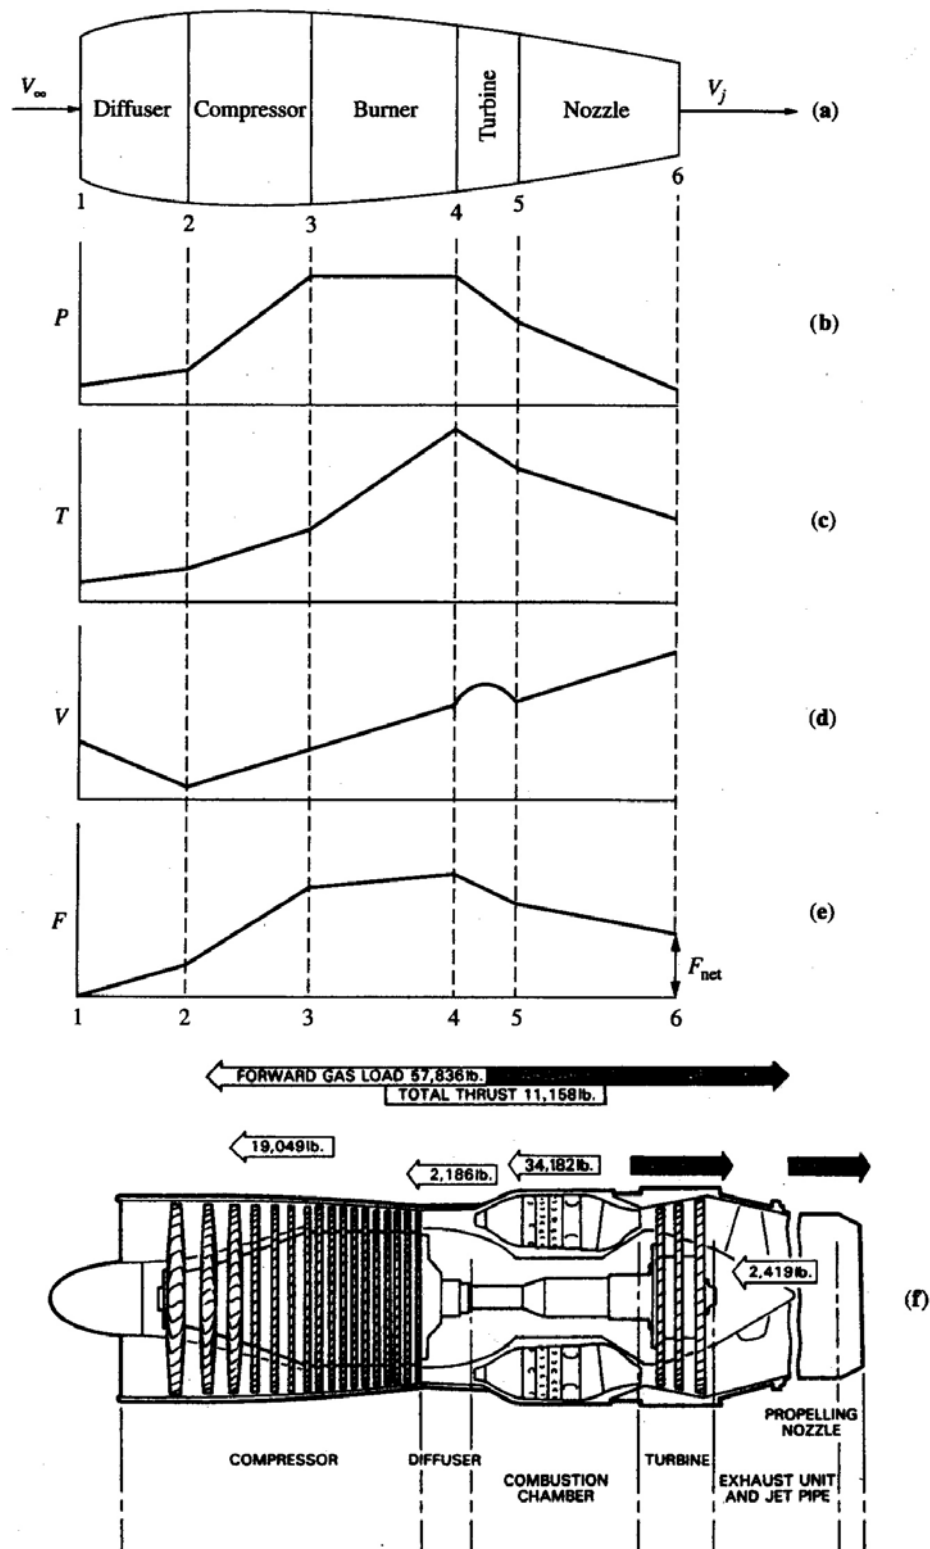 V∞
Diffuser
Compressor
Burner
Turbine
Nozzle
Vj
(a)
1
2
3
4
5
6
P
(b)
T
(c)
V
(d)
F
(e)
Fnet
1
2
3
4
5
6
FORWARD GAS LOAD 57,836lb.
TOTAL THRUST 11,158lb.
19,049lb.
2,186lb.
34,182lb.
2,419lb.
(f)
PROPELLING
NOZZLE
COMPRESSOR
DIFFUSER
COMBUSTION
CHAMBER
TURBINE
EXHAUST UNIT
AND JET PIPE